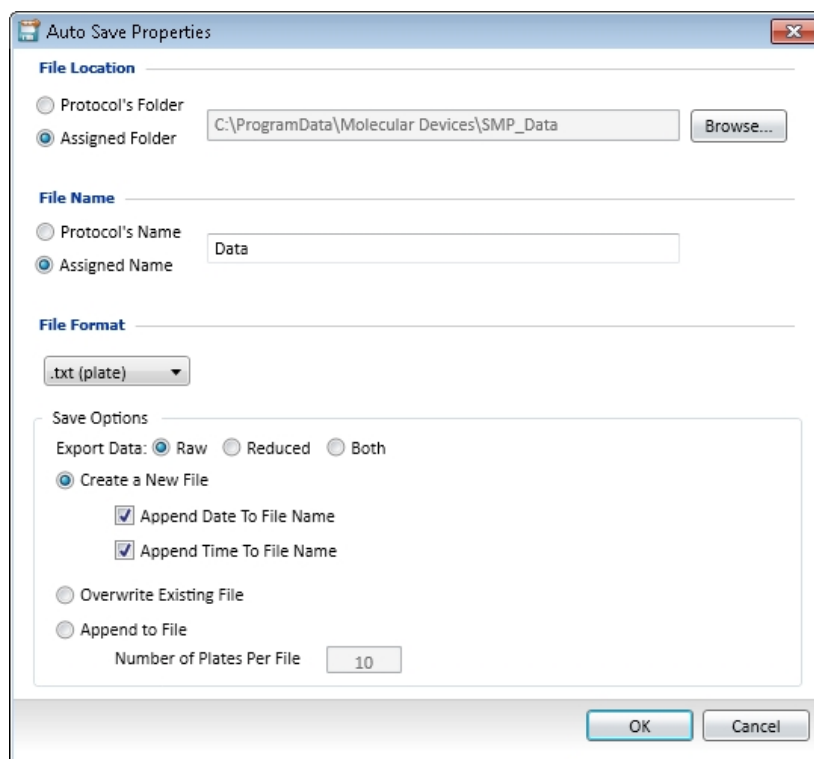 Auto Save Properties
File Location
Protocol's Folder
C:\ProgramData\Molecular Devices\SMP_Data
Browse...
Assigned Folder
File Name
Protocol's Name
Data
Assigned Name
File Format
.txt (plate)
Save Options
Export Data: Raw Reduced Both
Create a New File
Append Date To File Name
Append Time To File Name
Overwrite Existing File
Append to File
Number of Plates Per File 10
OK Cancel